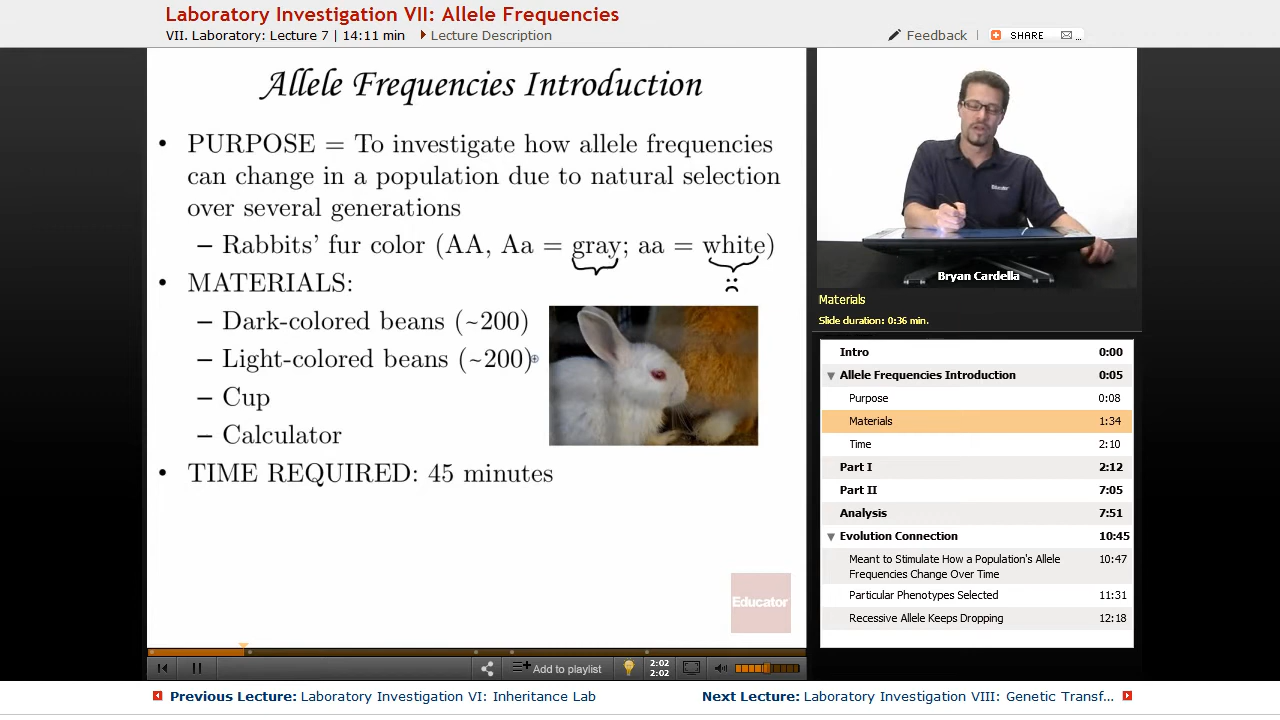 Laboratory Investigation VII: Allele Frequencies
VII. Laboratory: Lecture 7 | 14:11 min Lecture Description
Feedback | SHARE ...
Allele Frequencies Introduction
• PURPOSE = To investigate how allele frequencies
can change in a population due to natural selection
over several generations
– Rabbits' fur color (AA, Aa = gray; aa = white)
• MATERIALS:
– Dark-colored beans (~200)
– Light-colored beans (~200)
– Cup
– Calculator
• TIME REQUIRED: 45 minutes
Educator
Educator
Bryan Cardella
Materials
Slide duration: 0:36 min.
Intro 0:00
Allele Frequencies Introduction 0:05
Purpose 0:08
Materials 1:34
Time 2:10
Part I 2:12
Part II 7:05
Analysis 7:51
Evolution Connection 10:45
Meant to Stimulate How a Population's Allele 10:47
Frequencies Change Over Time
Particular Phenotypes Selected 11:31
Recessive Allele Keeps Dropping 12:18
Add to playlist
2:02
2:02
Previous Lecture: Laboratory Investigation VI: Inheritance Lab
Next Lecture: Laboratory Investigation VIII: Genetic Transf...